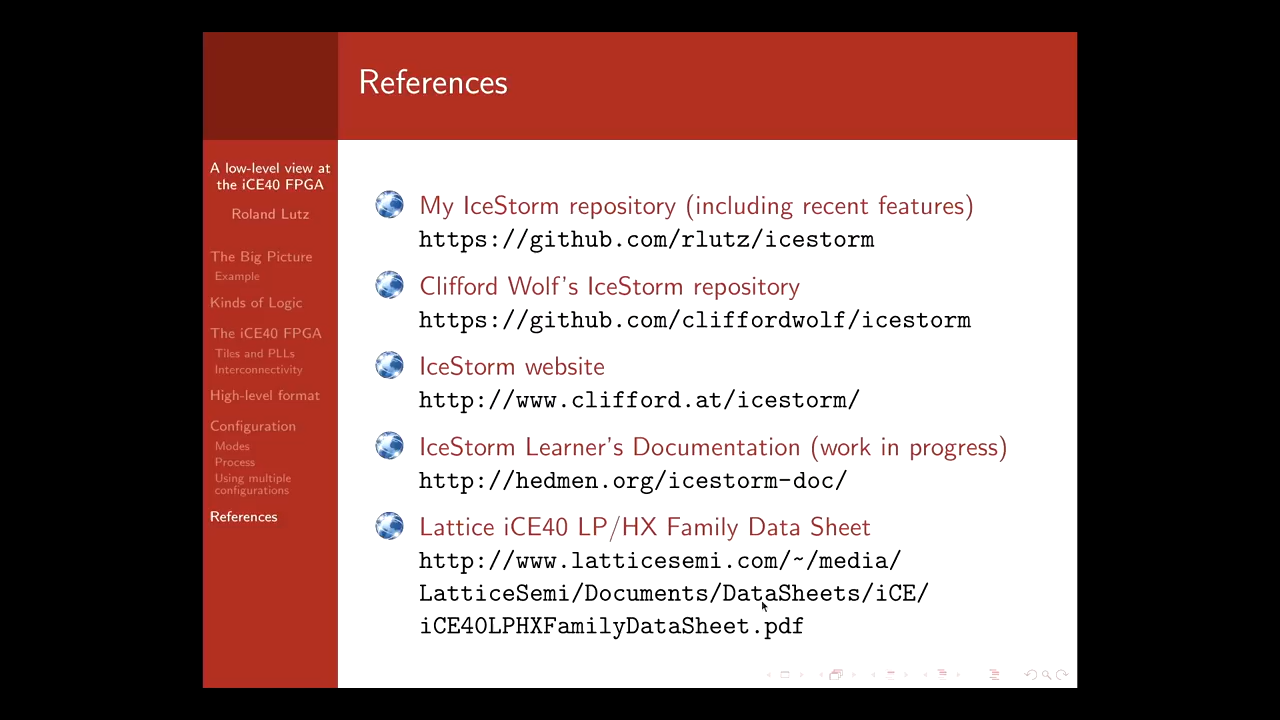 References
A low-level view at
the iCE40 FPGA
Roland Lutz
The Big Picture
Example
Kinds of Logic
The iCE40 FPGA
Tiles and PLLs
Interconnectivity
High-level format
Configuration
Modes
Process
Using multiple
configurations
References
My IceStorm repository (including recent features)
https://github.com/rlutz/icestorm
Clifford Wolf's IceStorm repository
https://github.com/cliffordwolf/icestorm
IceStorm website
http://www.clifford.at/icestorm/
IceStorm Learner's Documentation (work in progress)
http://hedmen.org/icestorm-doc/
Lattice iCE40 LP/HX Family Data Sheet
http://www.latticesemi.com/~/media/
LatticeSemi/Documents/DataSheets/iCE/
iCE40LPHXFamilyDataSheet.pdf